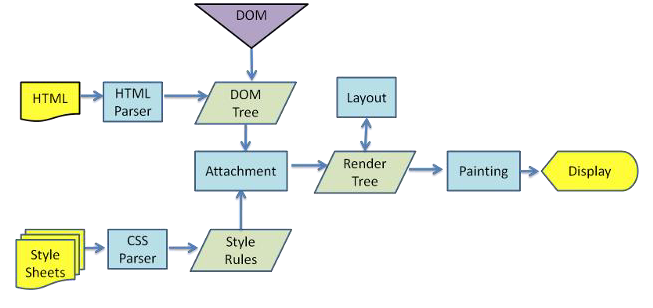 DOM
HTML
HTML
Parser
DOM
Tree
Layout
Attachment
Render
Tree
Painting
Display
Style
Sheets
CSS
Parser
Style
Rules